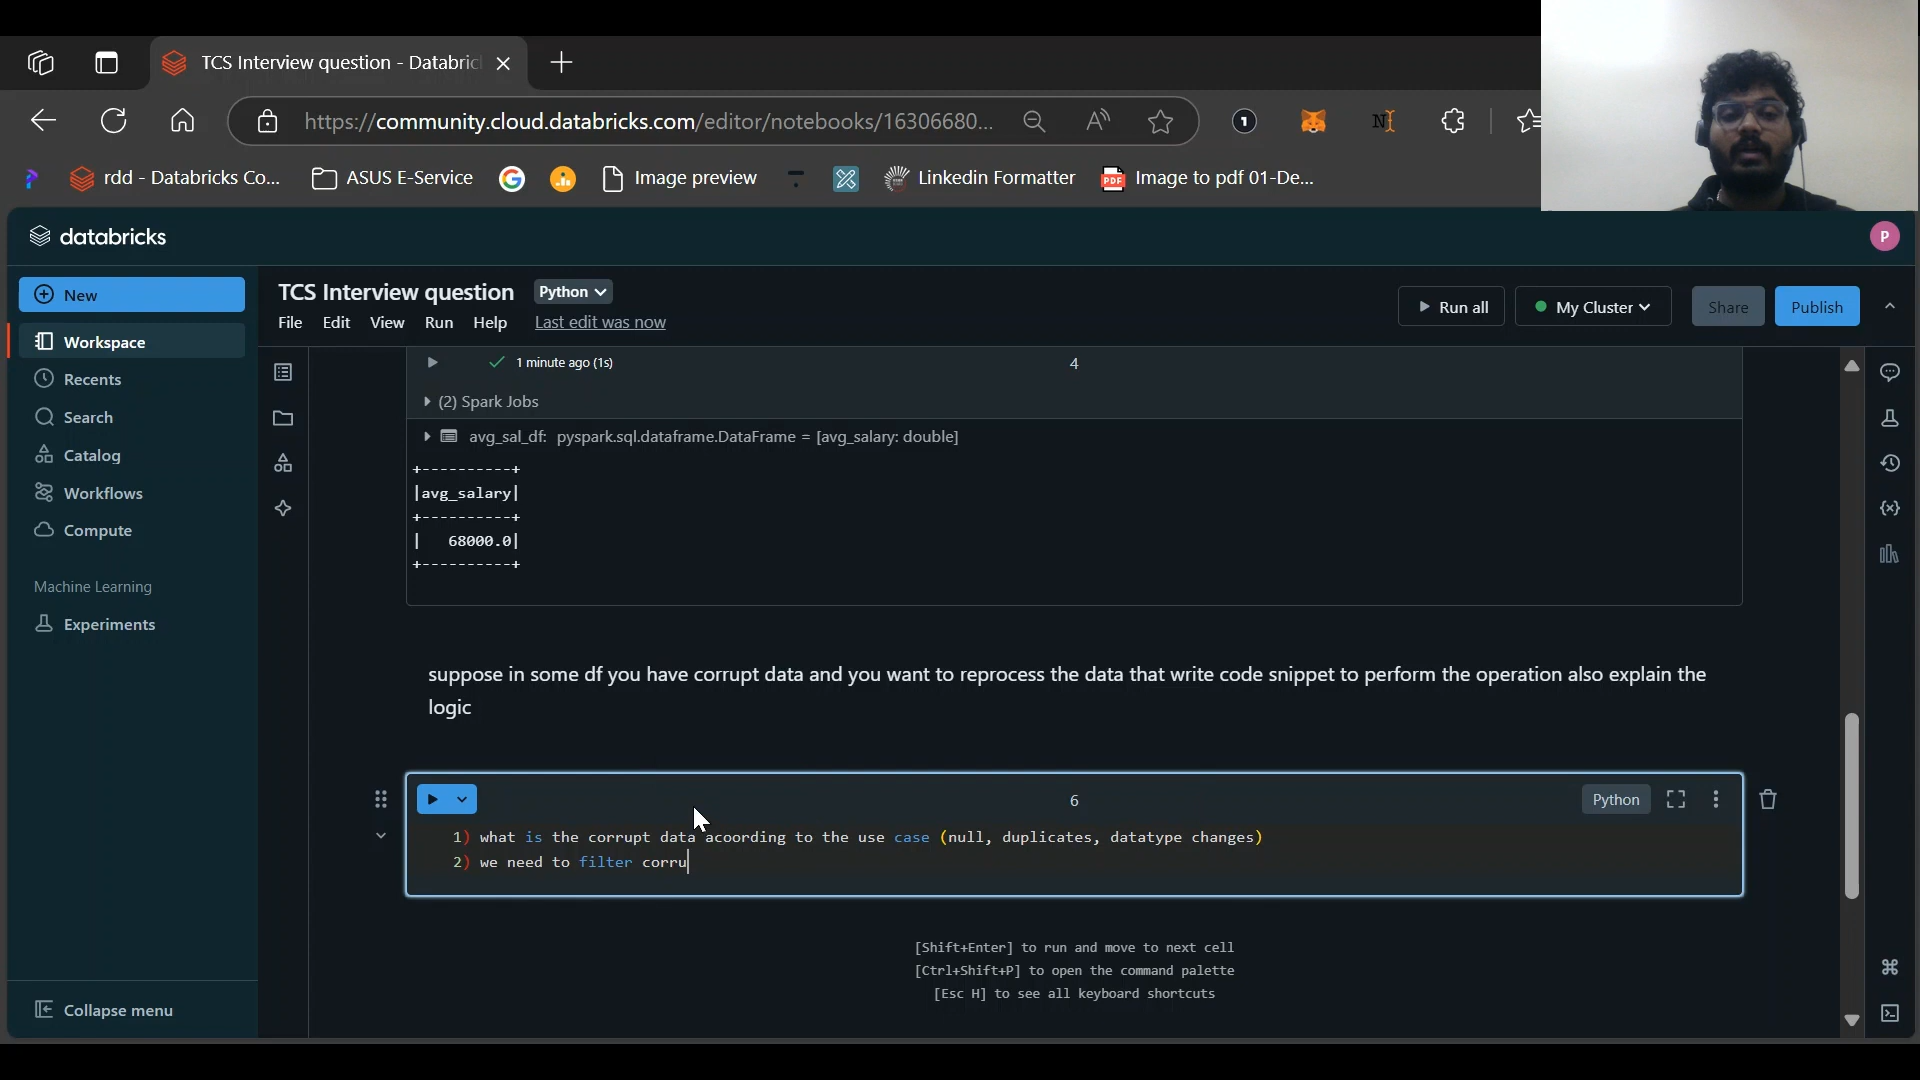 TCS Interview question - Databric
https://community.cloud.databricks.com/editor/notebooks/16306680...
rdd - Databricks Co...
ASUS E-Service
Image preview
Linkedin Formatter
PDF
Image to pdf 01-De...
databricks
P
New
Workspace
Recents
Search
Catalog
Workflows
Compute
Machine Learning
Experiments
Collapse menu
TCS Interview question
Python
File Edit View Run Help Last edit was now
Run all
My Cluster
Share
Publish
1 minute ago (1s)
4
(2) Spark Jobs
avg_sal_df: pyspark.sql.dataframe.DataFrame = [avg_salary: double]
+----------+
|avg_salary|
+----------+
|   68000.0|
+----------+
suppose in some df you have corrupt data and you want to reprocess the data that write code snippet to perform the operation also explain the
logic
6
Python
1) what is the corrupt data acoording to the use case (null, duplicates, datatype changes)
2) we need to filter corru
[Shift+Enter] to run and move to next cell
[Ctrl+Shift+P] to open the command palette
[Esc H] to see all keyboard shortcuts